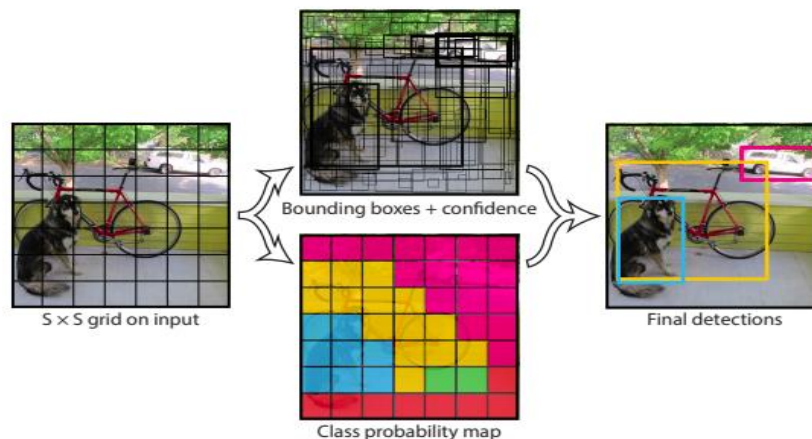 S × S grid on input
Bounding boxes + confidence
Class probability map
Final detections